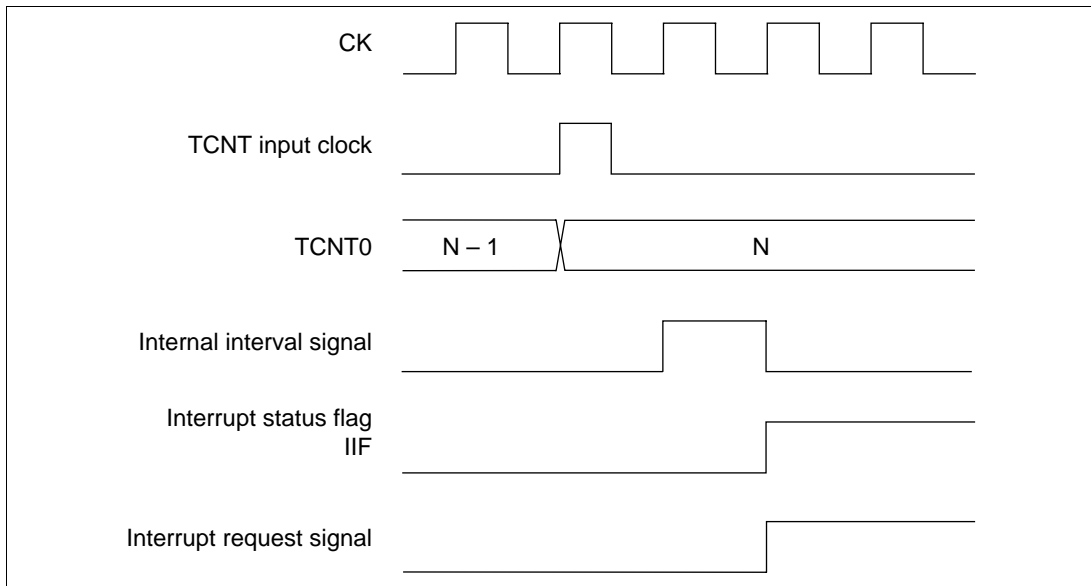 CK
TCNT input clock
TCNT0
N – 1
N
Internal interval signal
Interrupt status flag
IIF
Interrupt request signal